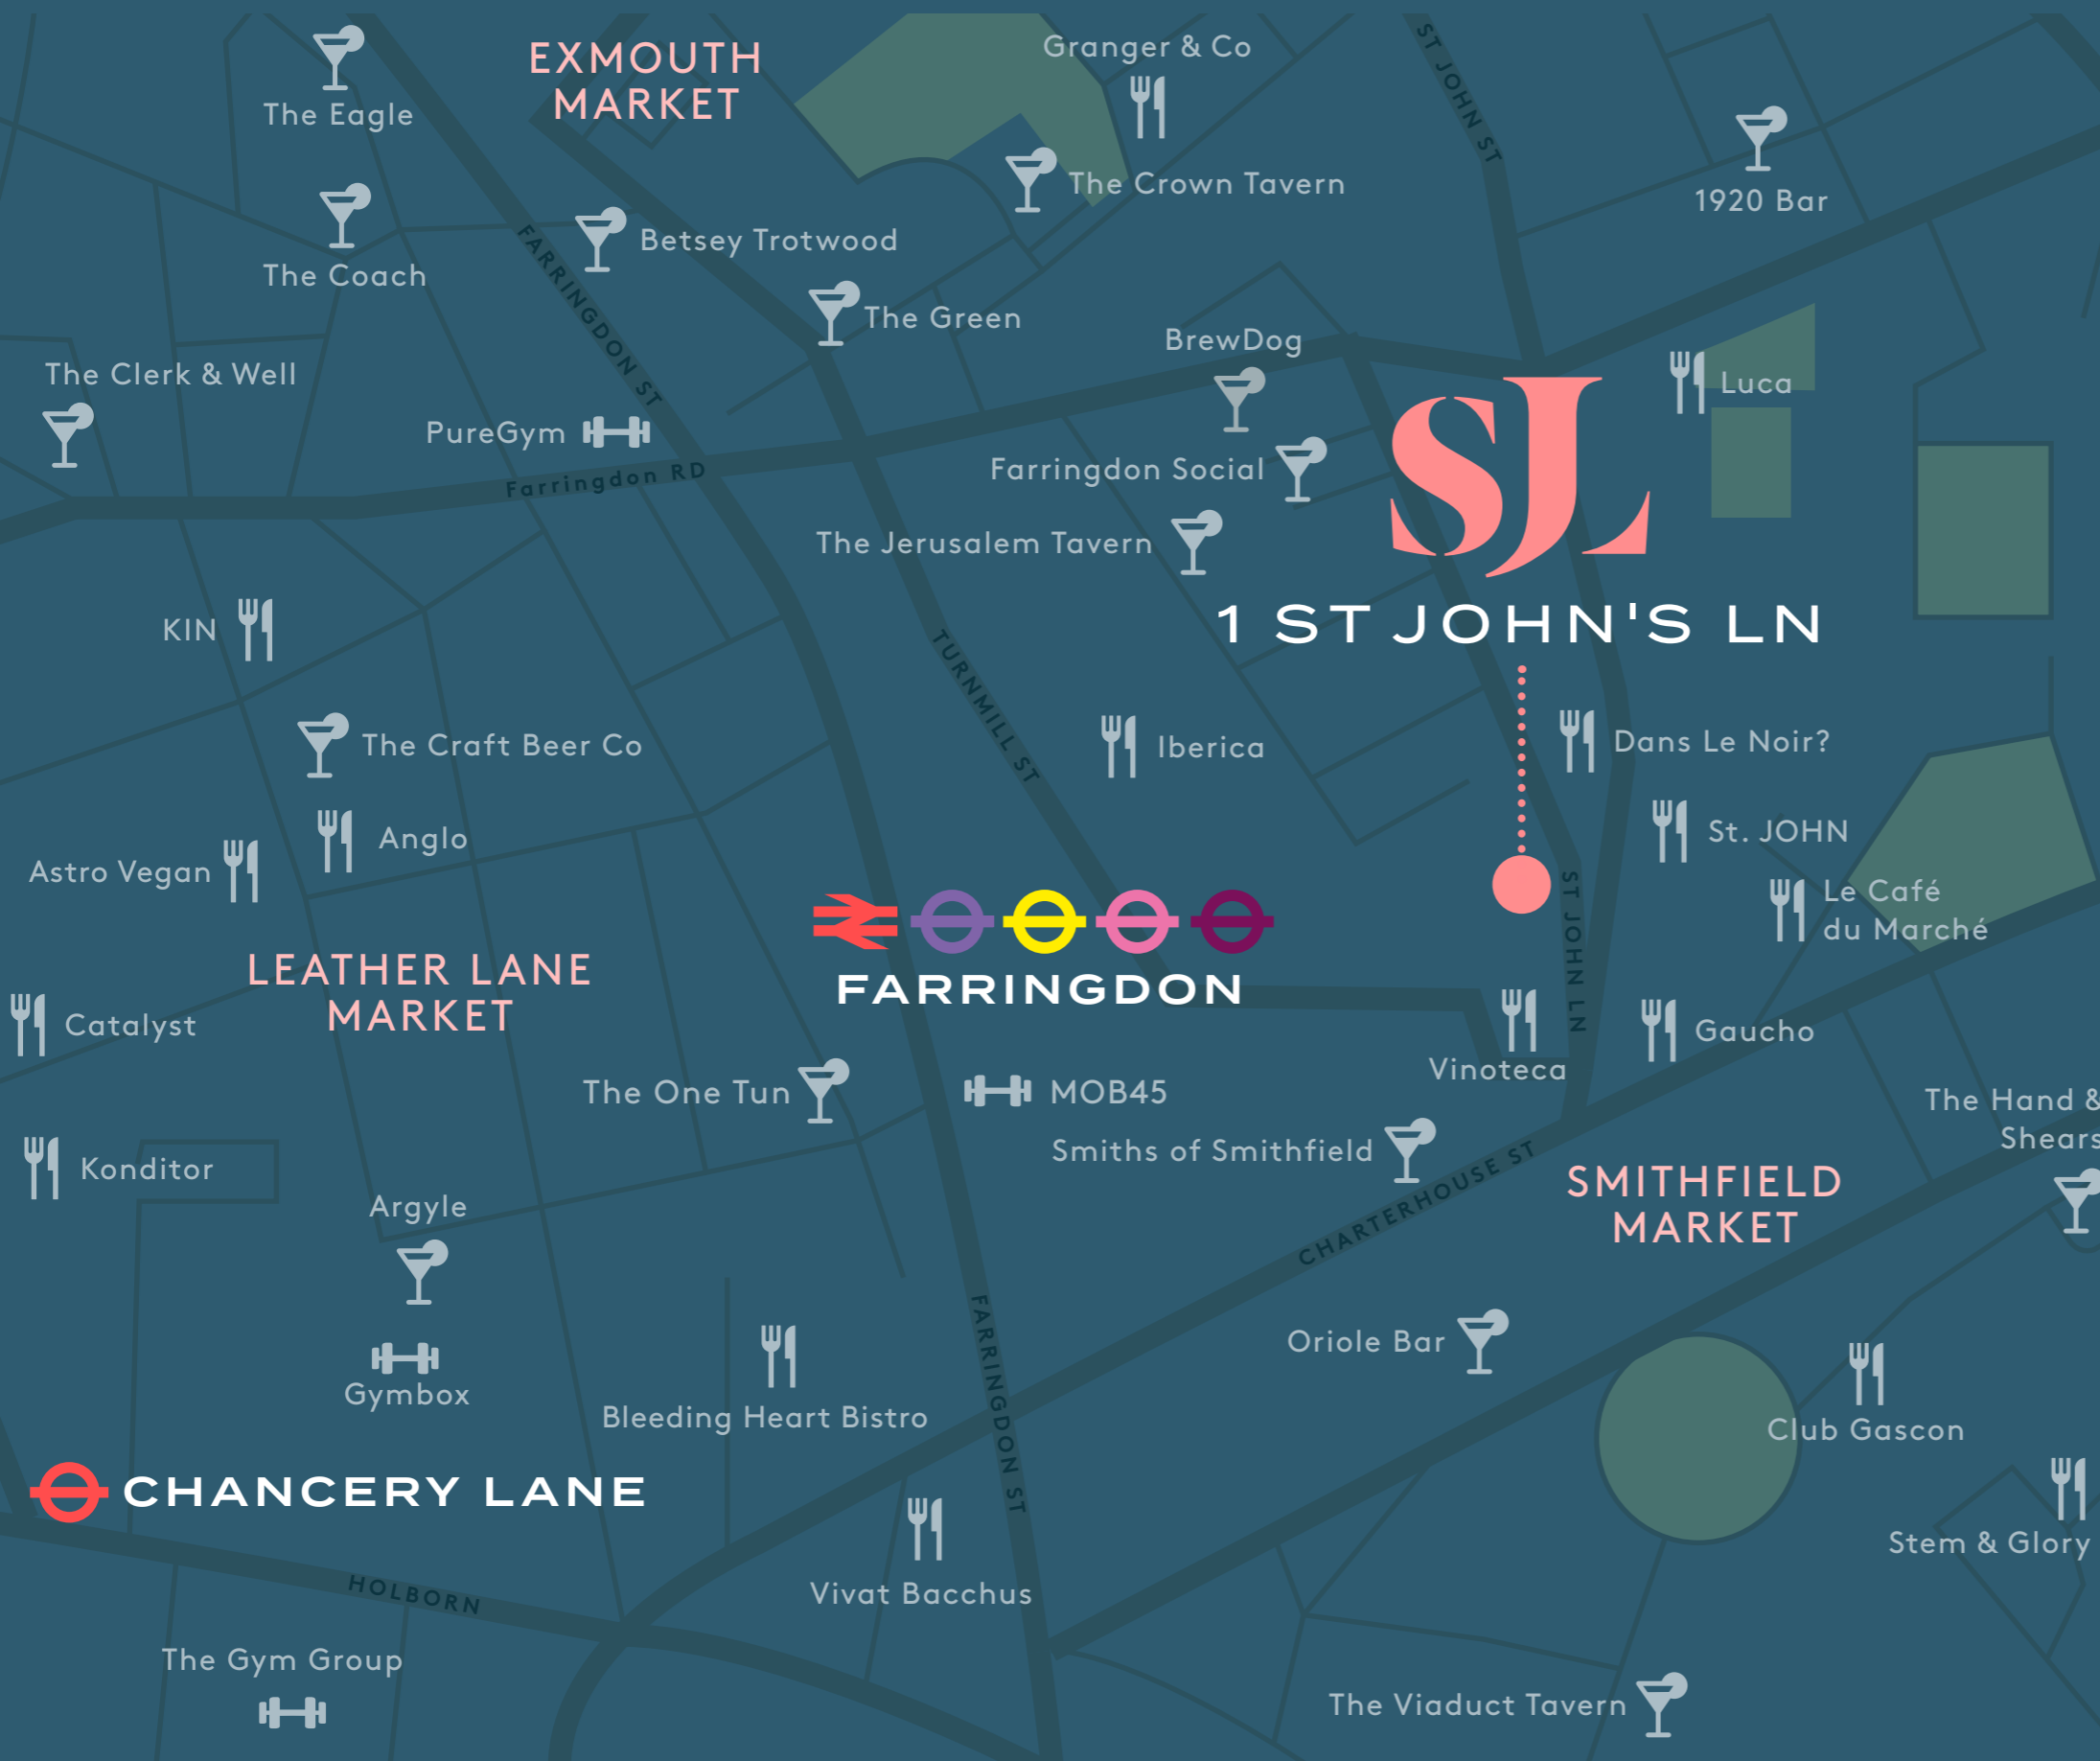 EXMOUTH
MARKET
Granger & Co
ST JOHN ST
The Eagle
The Crown Tavern
1920 Bar
The Coach
Betsey Trotwood
FARRINGDON ST
The Green
BrewDog
The Clerk & Well
Luca
PureGym
Farringdon RD
Farringdon Social
SJL
The Jerusalem Tavern
1 ST JOHN'S LN
KIN
TURNMILL ST
The Craft Beer Co
Iberica
Dans Le Noir?
Anglo
St. JOHN
Astro Vegan
Le Café
du Marché
ST JOHN LN
LEATHER LANE
MARKET
FARRINGDON
Catalyst
Gaucho
Vinoteca
The One Tun
MOB45
The Hand &
Shears
Smiths of Smithfield
CHARTERHOUSE ST
SMITHFIELD
MARKET
Konditor
Argyle
Oriole Bar
Gymbox
Bleeding Heart Bistro
FARRINGDON ST
Club Gascon
CHANCERY LANE
Stem & Glory
HOLBORN
Vivat Bacchus
The Gym Group
The Viaduct Tavern